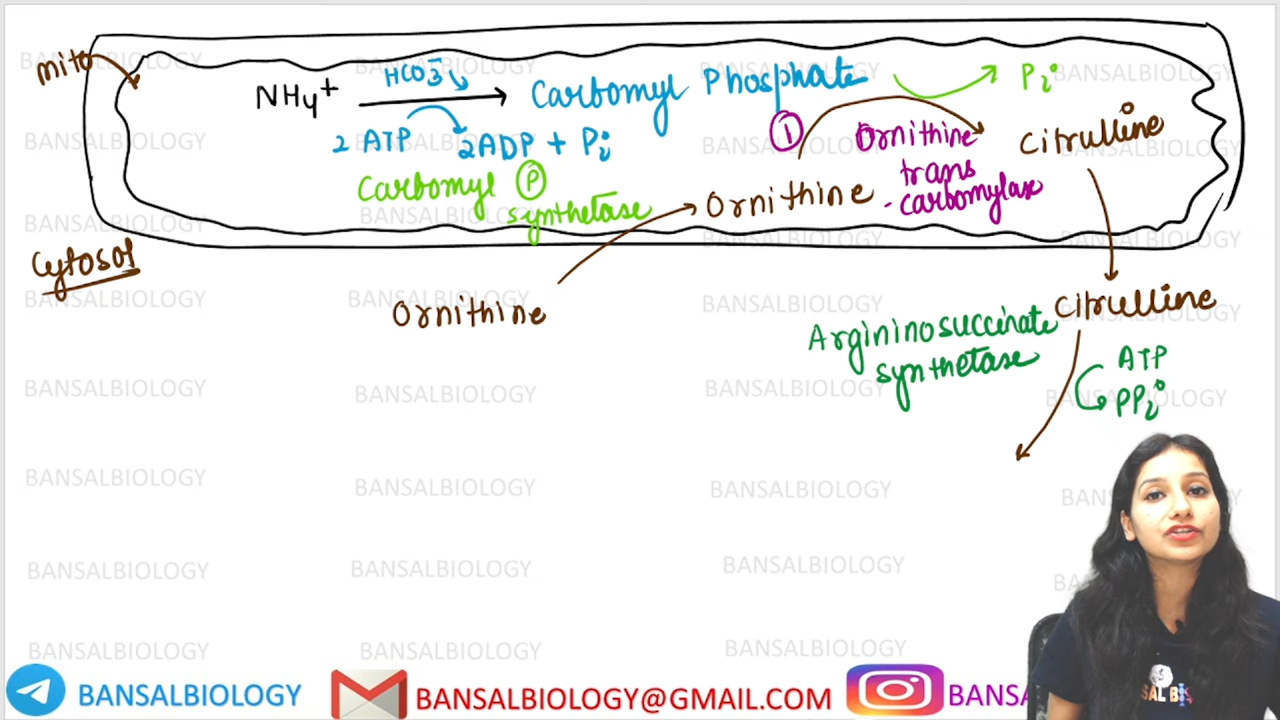 mito
NH4+
HCO3-
Carbomyl Phosphate
Pi
2 ATP
2ADP + Pi
Carbomyl P
synthetase
1
Ornithine
trans
-carbomylase
Citrulline
Ornithine
Cytosol
Ornithine
Citrulline
Argininosuccinate
synthetase
ATP
PPi
BANSALBIOLOGY
BANSALBIOLOGY@GMAIL.COM
BANSA